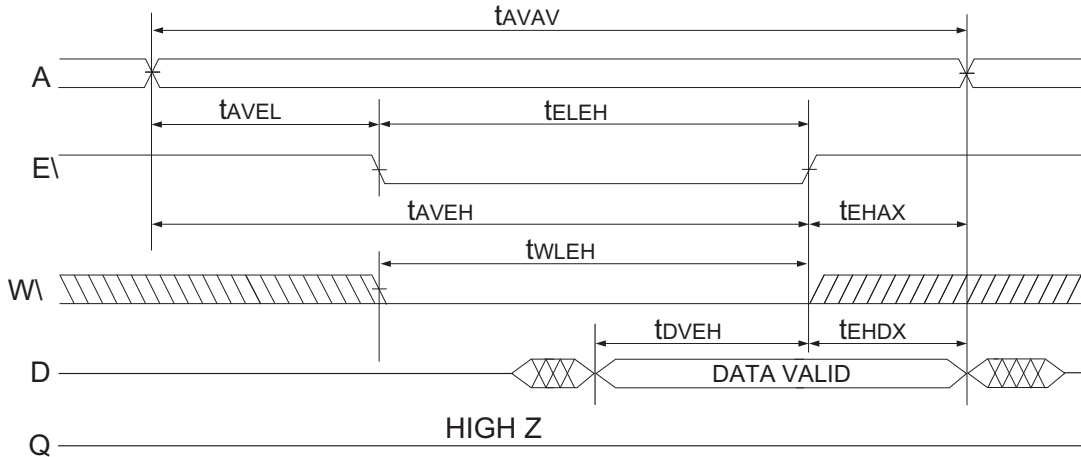 tAVAV
A
tAVEL tELEH
E\
tAVEH tEHAX
tWLEH
W\
tDVEH tEHDX
D DATA VALID
HIGH Z
Q